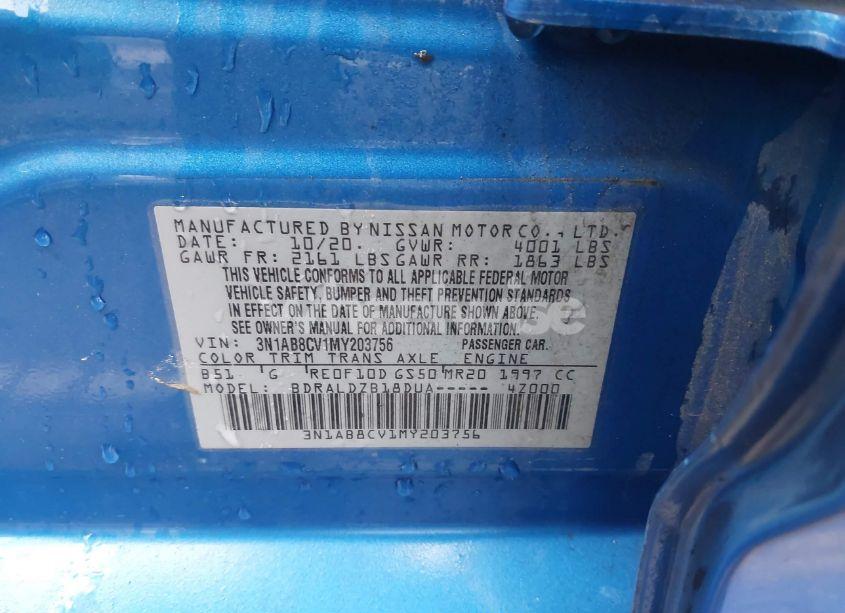 MANUFACTURED BY NISSAN MOTOR CO., LTD.
DATE: 10/20. GVWR: 4001 LBS
GAWR FR: 2161 LBS GAWR RR: 1863 LBS
THIS VEHICLE CONFORMS TO ALL APPLICABLE FEDERAL MOTOR
VEHICLE SAFETY, BUMPER AND THEFT PREVENTION STANDARDS
IN EFFECT ON THE DATE OF MANUFACTURE SHOWN ABOVE.
SEE OWNER'S MANUAL FOR ADDITIONAL INFORMATION.
VIN: 3N1AB8CV1MY203756 PASSENGER CAR.
COLOR TRIM TRANS AXLE ENGINE
B51 G RE0F10D GS50 MR20 1997 CC
MODEL: BDRALDZB18DUA----- 4Z000
3N1AB8CV1MY203756